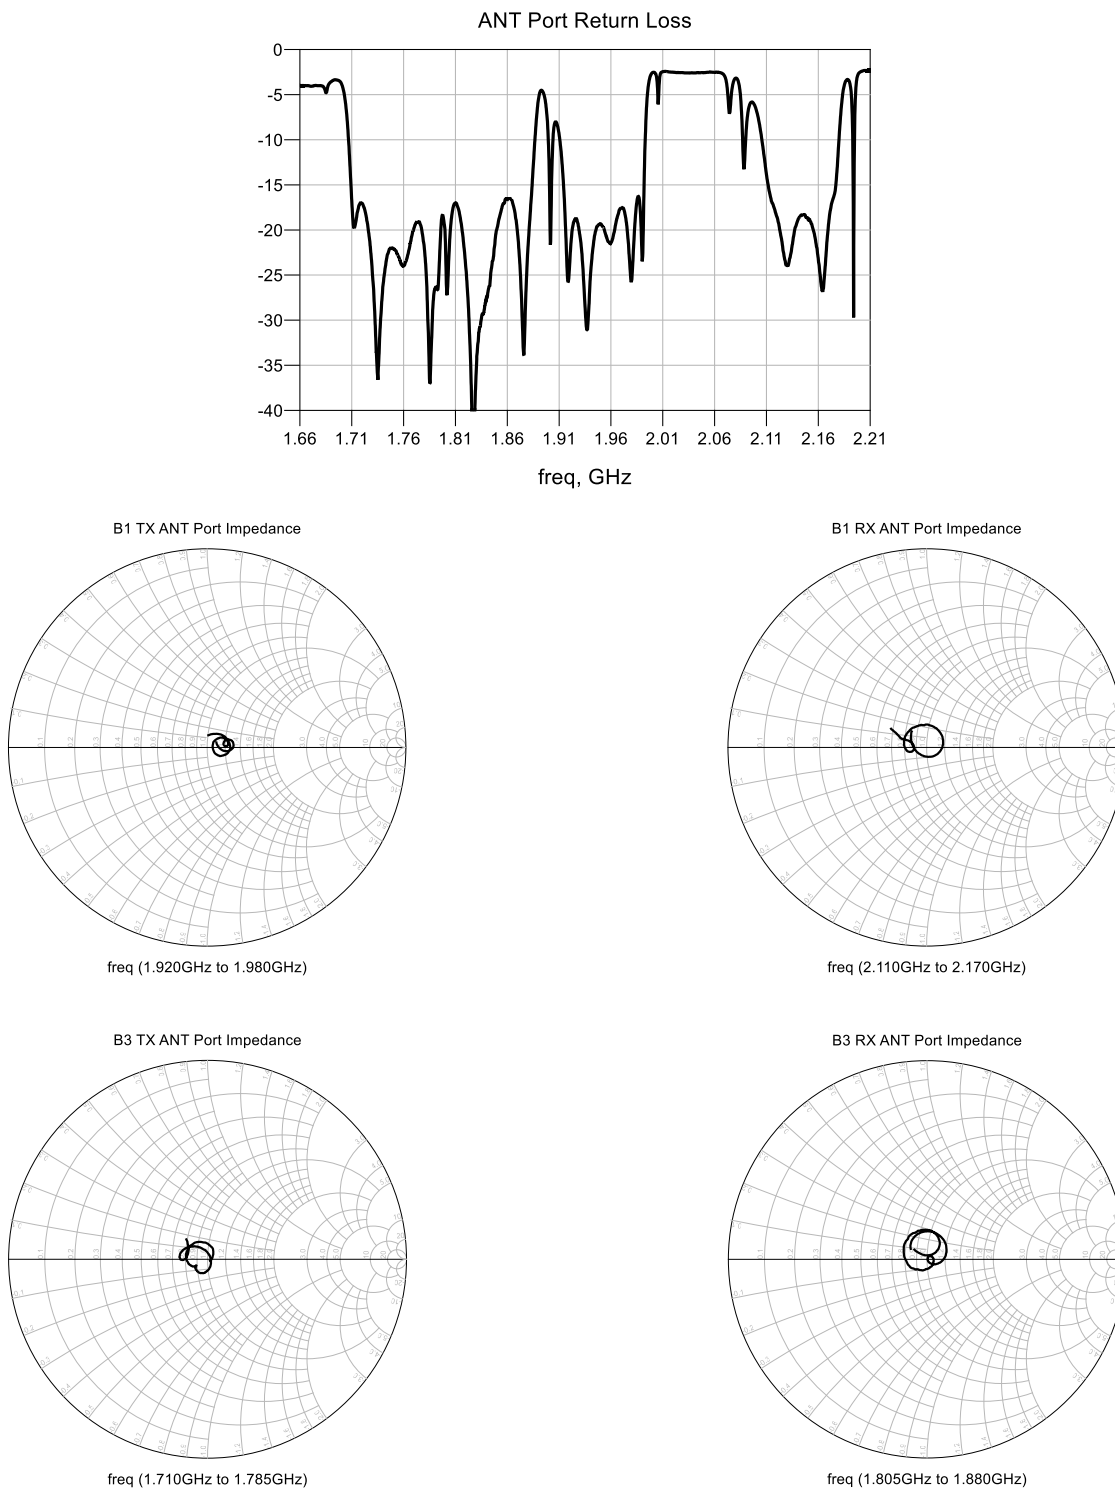 ANT Port Return Loss
0
-5
-10
-15
-20
-25
-30
-35
-40
1.66 1.71 1.76 1.81 1.86 1.91 1.96 2.01 2.06 2.11 2.16 2.21
freq, GHz
B1 TX ANT Port Impedance
B1 RX ANT Port Impedance
freq (1.920GHz to 1.980GHz)
freq (2.110GHz to 2.170GHz)
B3 TX ANT Port Impedance
B3 RX ANT Port Impedance
freq (1.710GHz to 1.785GHz)
freq (1.805GHz to 1.880GHz)